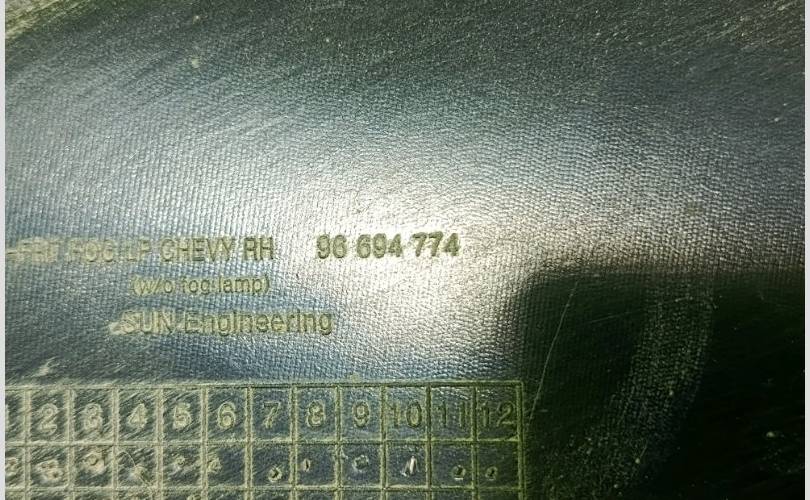 -FRT FOG LP CHEVY RH 96 694 774
(w/o fog lamp)
SUN Engineering
1 2 3 4 5 6 7 8 9 10 11 12